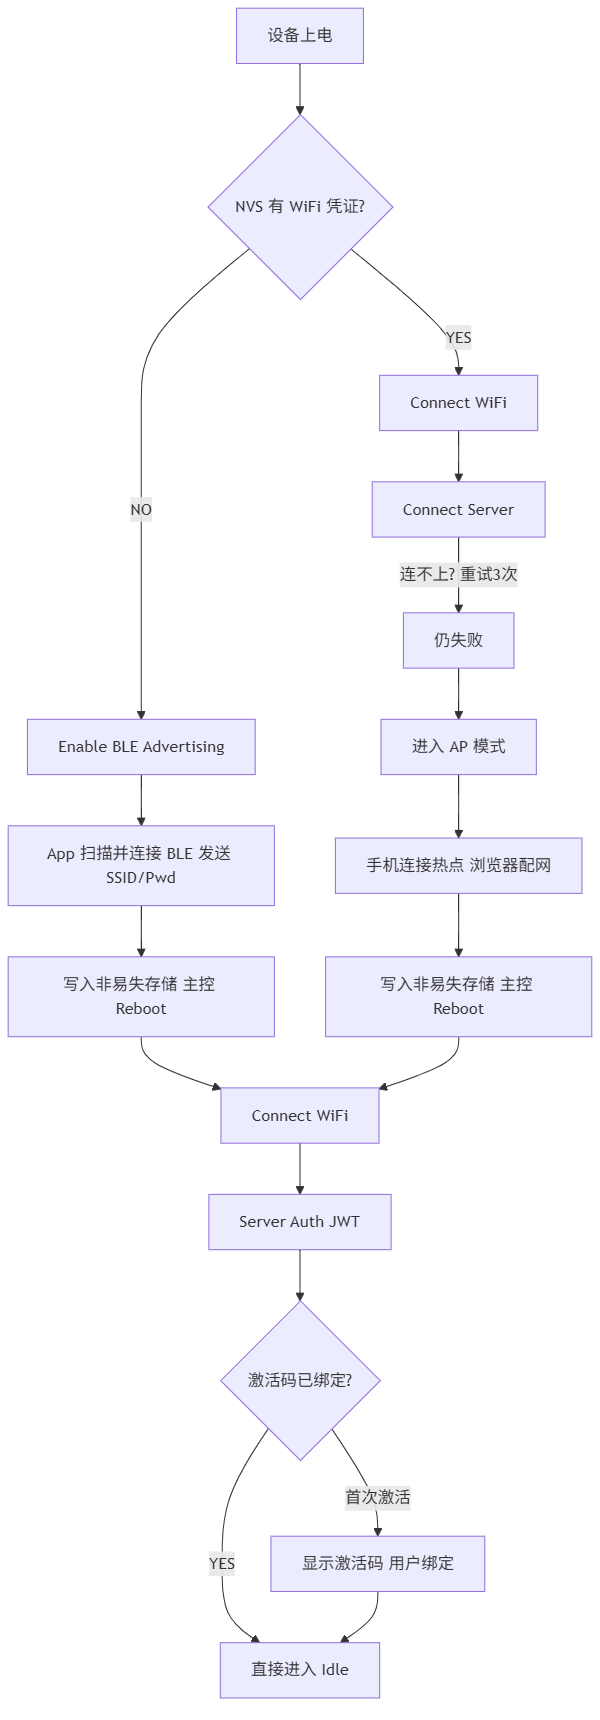 设备上电
NVS 有 WiFi 凭证?
YES
Connect WiFi
Connect Server
NO
连不上? 重试3次
仍失败
Enable BLE Advertising
进入 AP 模式
App 扫描并连接 BLE 发送
SSID/Pwd
手机连接热点 浏览器配网
写入非易失存储 主控
Reboot
写入非易失存储 主控
Reboot
Connect WiFi
Server Auth JWT
激活码已绑定?
首次激活
YES
显示激活码 用户绑定
直接进入 Idle